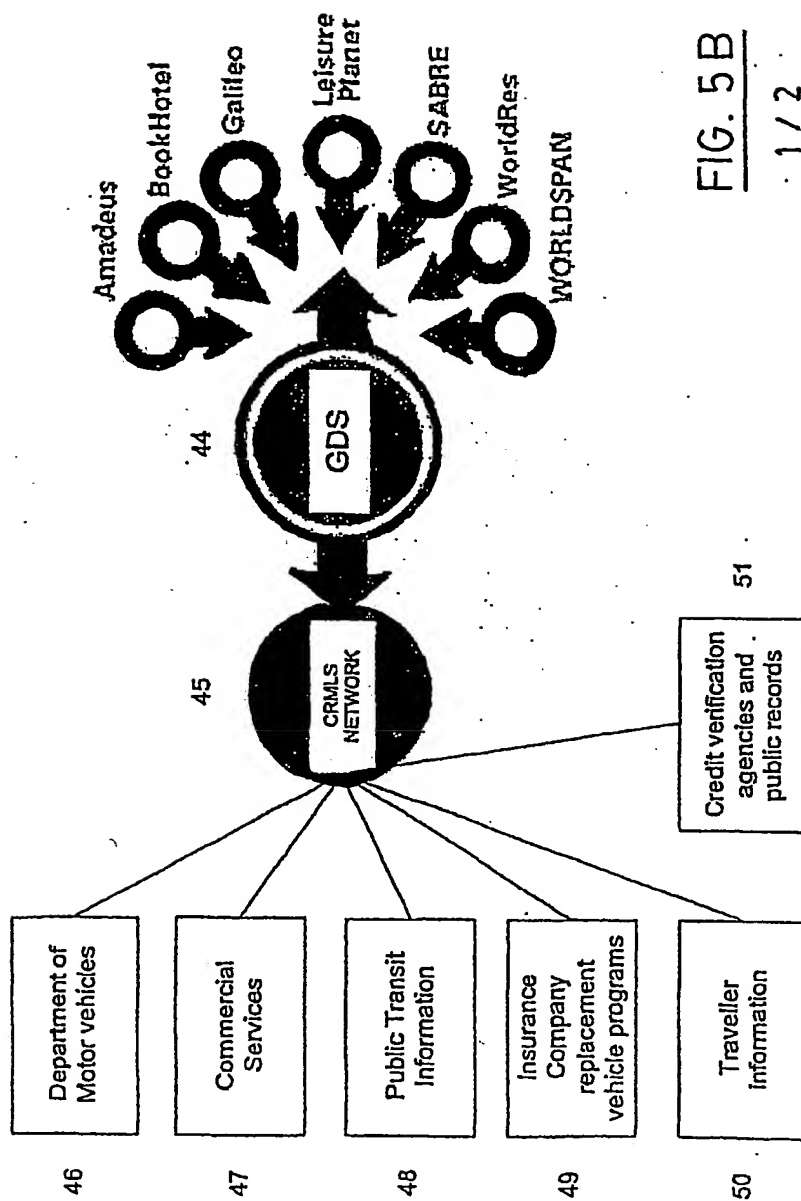 46
Department of
Motor vehicles
47
Commercial
Services
48
Public Transit
Information
49
Insurance
Company
replacement
vehicle programs
50
Traveller
information
51
Credit verification
agencies and
public records
45
CRMLS
NETWORK
44
GDS
Amadeus
BookHotel
Galileo
Leisure
Planet
SABRE
WorldRes
WORLDSPAN
FIG. 5B
1/2